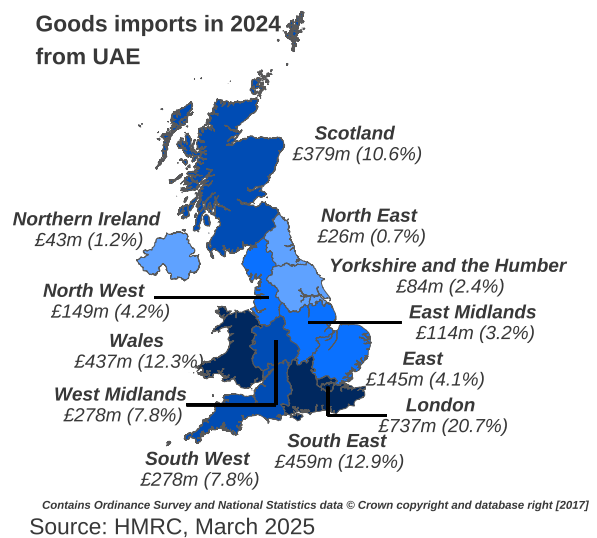 Goods imports in 2024
from UAE
Scotland
£379m (10.6%)
Northern Ireland
£43m (1.2%)
North East
£26m (0.7%)
Yorkshire and the Humber
£84m (2.4%)
North West
£149m (4.2%)
East Midlands
£114m (3.2%)
Wales
£437m (12.3%)
East
£145m (4.1%)
West Midlands
£278m (7.8%)
London
£737m (20.7%)
South East
£459m (12.9%)
South West
£278m (7.8%)
Contains Ordinance Survey and National Statistics data © Crown copyright and database right [2017]
Source: HMRC, March 2025